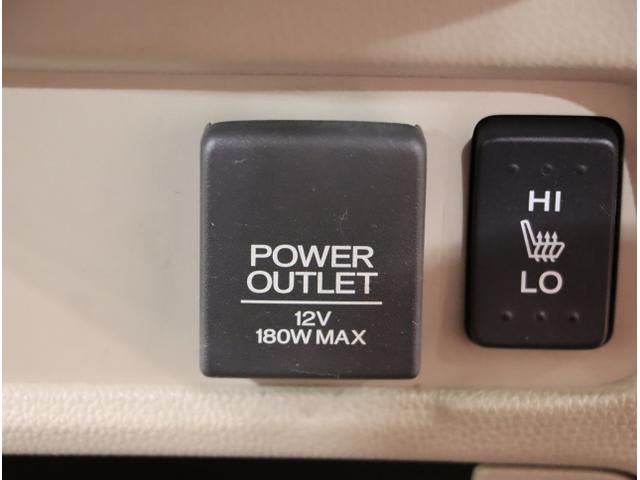 POWER
OUTLET
12V
180W MAX
HI
LO